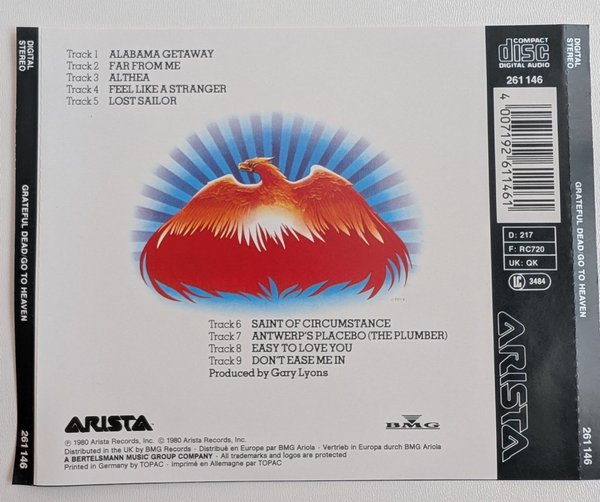 DIGITAL STEREO
GRATEFUL DEAD/GO TO HEAVEN
261 146
Track 1 ALABAMA GETAWAY
Track 2 FAR FROM ME
Track 3 ALTHEA
Track 4 FEEL LIKE A STRANGER
Track 5 LOST SAILOR
Track 6 SAINT OF CIRCUMSTANCE
Track 7 ANTWERP'S PLACEBO (THE PLUMBER)
Track 8 EASY TO LOVE YOU
Track 9 DON'T EASE ME IN
Produced by Gary Lyons
ARISTA
BMG
℗ 1980 Arista Records, Inc. © 1980 Arista Records, Inc.
Distributed in the UK by BMG Records · Distribué en Europe par BMG Ariola · Vertrieb in Europa durch BMG Ariola
A BERTELSMANN MUSIC GROUP COMPANY · All trademarks and logos are protected
Printed in Germany by TOPAC · Imprimé en Allemagne par TOPAC
COMPACT
disc
DIGITAL AUDIO
261 146
4 007192 611461
D: 217
F: RC720
UK: QK
LC 3484
ARISTA
DIGITAL STEREO
GRATEFUL DEAD/GO TO HEAVEN
261 146